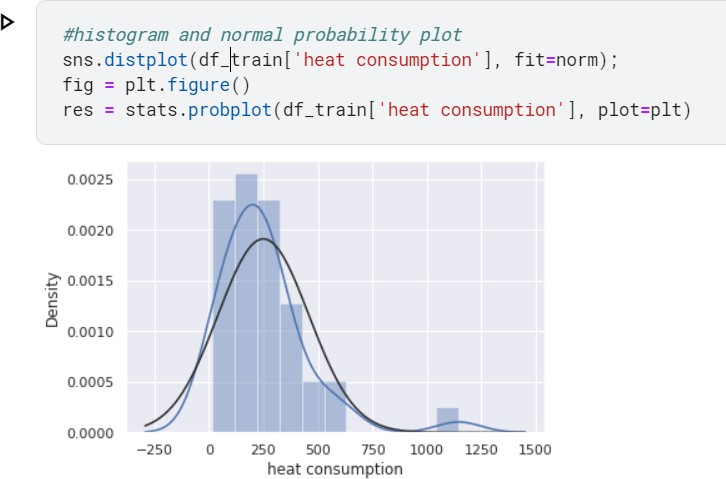 #histogram and normal probability plot
sns.distplot(df_train['heat consumption'], fit=norm);
fig = plt.figure()
res = stats.probplot(df_train['heat consumption'], plot=plt)
0.0025
0.0020
0.0015
0.0010
0.0005
0.0000
Density
−250 0 250 500 750 1000 1250 1500
heat consumption